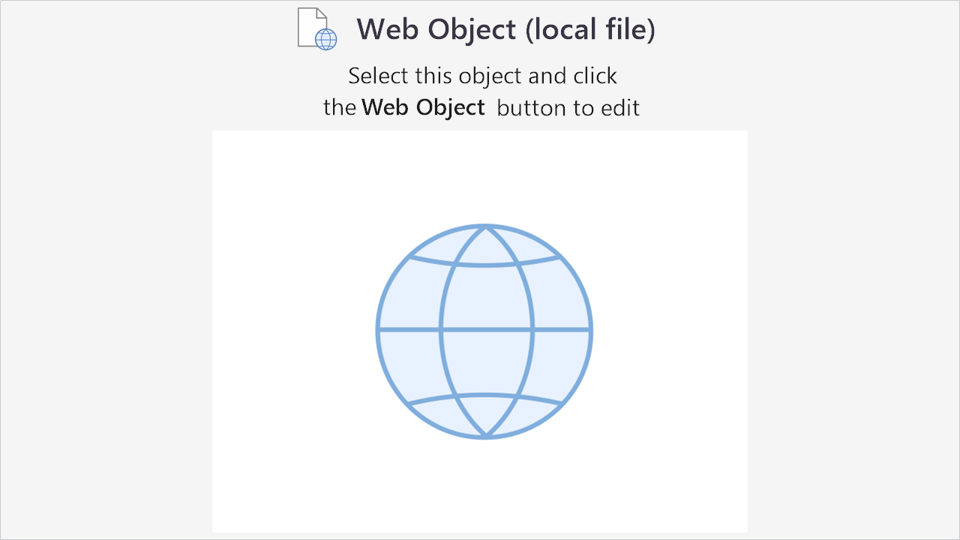 Web Object (local file)
Select this object and click
the Web Object button to edit